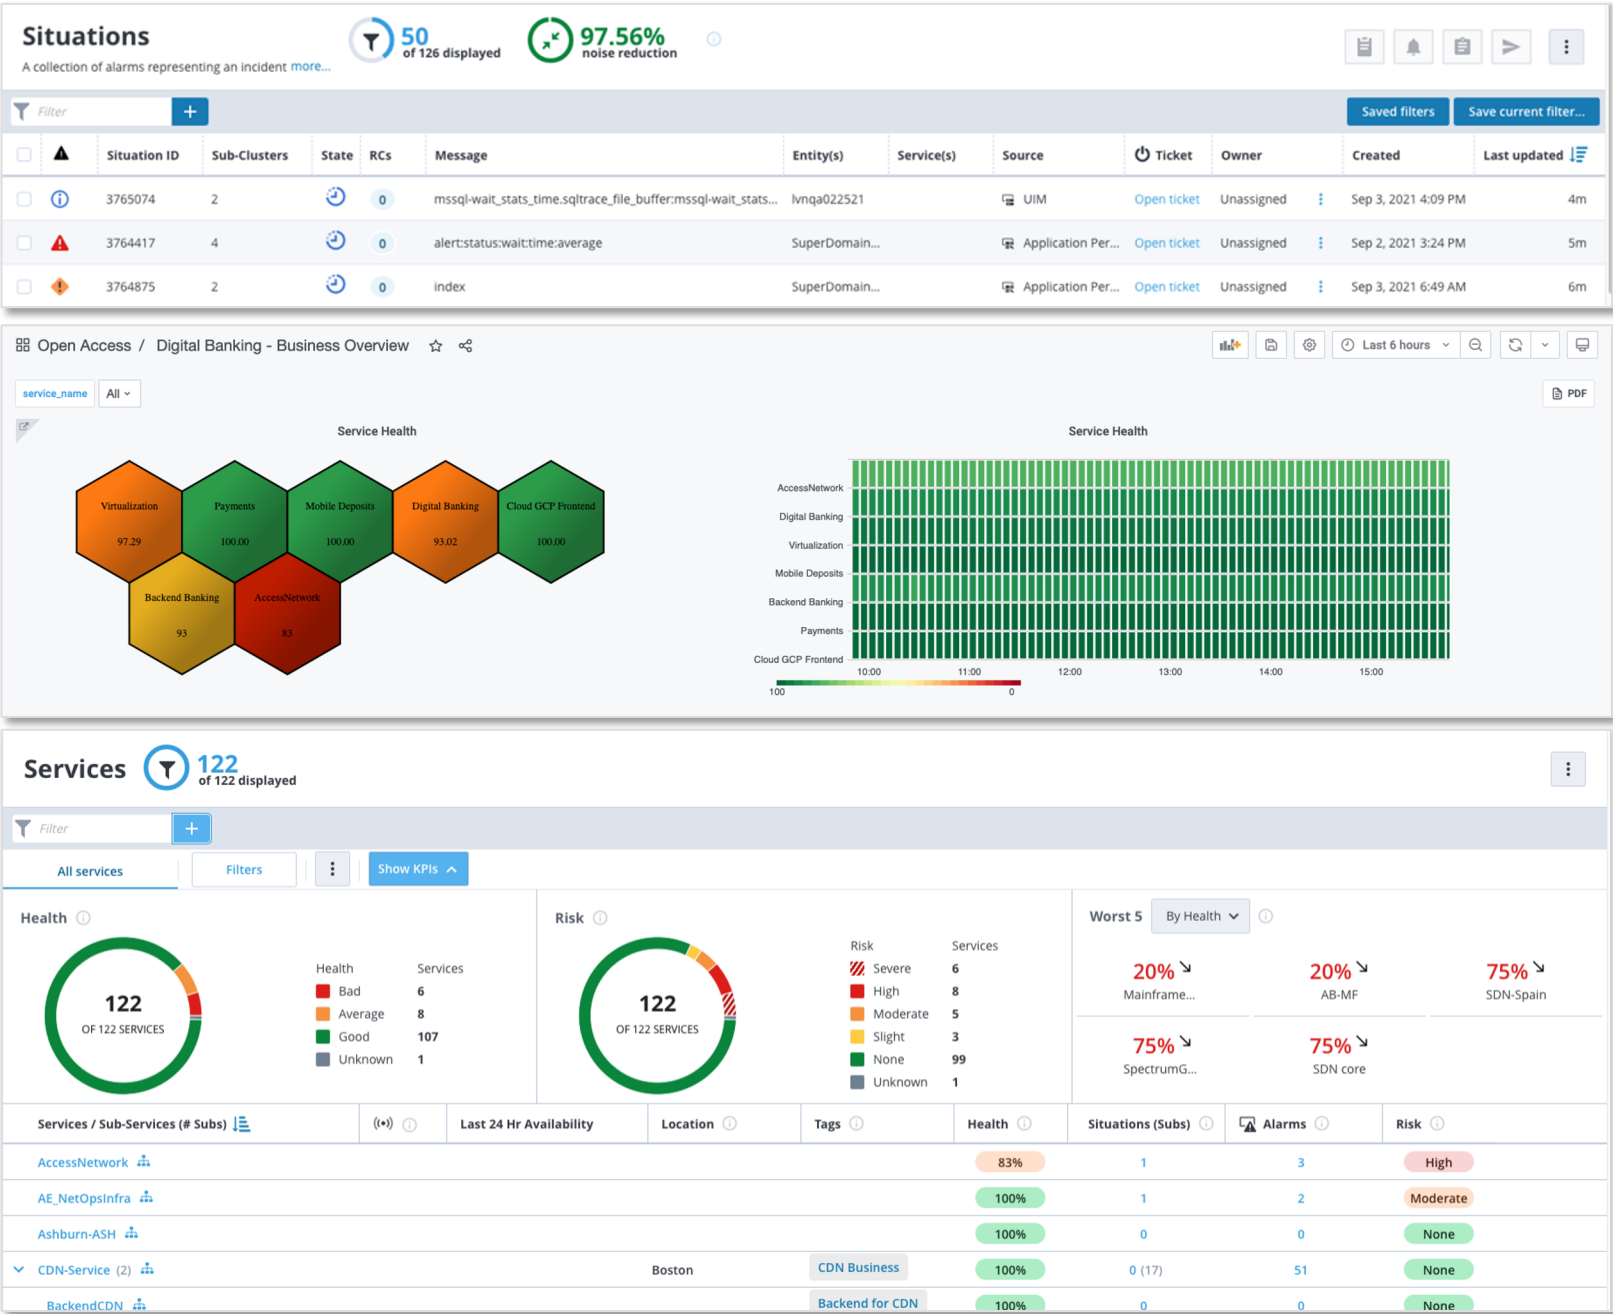 Situations
50
of 126 displayed
97.56%
noise reduction
A collection of alarms representing an incident more...
Filter
+
Saved filters
Save current filter...
Situation ID Sub-Clusters State RCs Message Entity(s) Service(s) Source Ticket Owner Created Last updated
3765074 2 0 mssql-wait_stats_time.sqltrace_file_buffer:mssql-wait_stats... lvnqa022521 UIM Open ticket Unassigned Sep 3, 2021 4:09 PM 4m
3764417 4 0 alert:status:wait:time:average SuperDomain... Application Per... Open ticket Unassigned Sep 2, 2021 3:24 PM 5m
3764875 2 0 index SuperDomain... Application Per... Open ticket Unassigned Sep 3, 2021 6:49 AM 6m
Open Access / Digital Banking - Business Overview
Last 6 hours
service_name
All
PDF
Service Health
Virtualization
97.29
Payments
100.00
Mobile Deposits
100.00
Digital Banking
93.02
Cloud GCP Frontend
100.00
Backend Banking
93
AccessNetwork
83
Service Health
AccessNetwork
Digital Banking
Virtualization
Mobile Deposits
Backend Banking
Payments
Cloud GCP Frontend
10:00 11:00 12:00 13:00 14:00 15:00
100 0
Services
122
of 122 displayed
Filter
+
All services
Filters
Show KPIs
Health
122
OF 122 SERVICES
Health Services
Bad 6
Average 8
Good 107
Unknown 1
Risk
122
OF 122 SERVICES
Risk Services
Severe 6
High 8
Moderate 5
Slight 3
None 99
Unknown 1
Worst 5
By Health
20%
Mainframe...
20%
AB-MF
75%
SDN-Spain
75%
SpectrumG...
75%
SDN core
Services / Sub-Services (# Subs) Last 24 Hr Availability Location Tags Health Situations (Subs) Alarms Risk
AccessNetwork 83% 1 3 High
AE_NetOpsInfra 100% 1 2 Moderate
Ashburn-ASH 100% 0 0 None
CDN-Service (2) Boston CDN Business 100% 0 (17) 51 None
BackendCDN Backend for CDN 100% 0 0 None